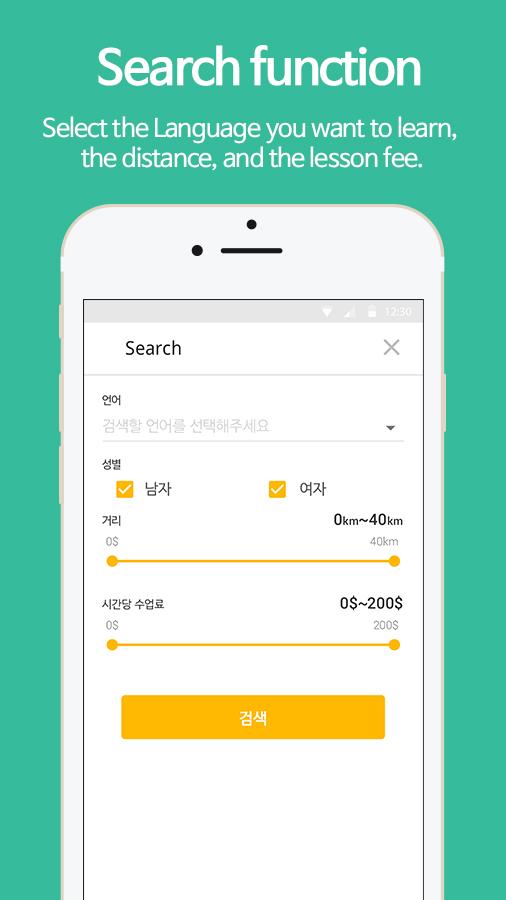 Search function
Select the Language you want to learn,
the distance, and the lesson fee.
12:30
Search
언어
검색할 언어를 선택해주세요
성별
남자 여자
거리 0km~40km
0$ 40km
시간당 수업료 0$~200$
0$ 200$
검색